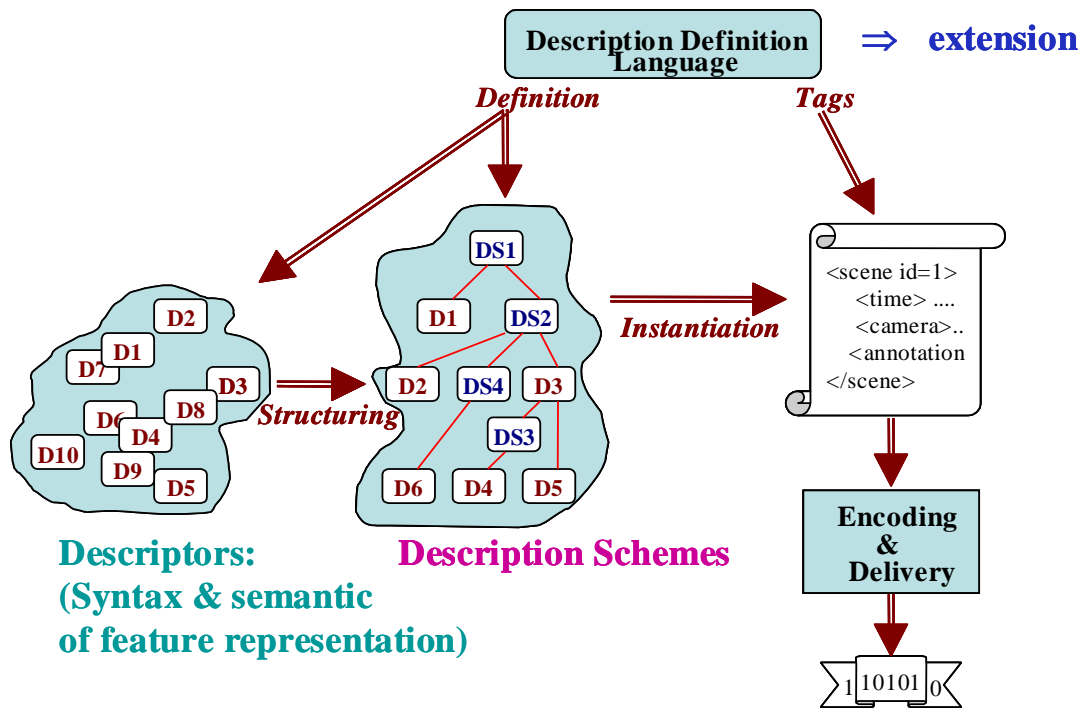 Description Definition
Language
⇒ extension
Definition
Tags
DS1
D1
DS2
D2
DS4
D3
DS3
D6
D4
D5
D2
D1
D7
D3
D8
D6
D4
D10
D9
D5
Structuring
Instantiation
<scene id=1>
<time> ....
<camera>..
<annotation
</scene>
Encoding
&
Delivery
1 10101 0
Descriptors:
(Syntax & semantic
of feature representation)
Description Schemes